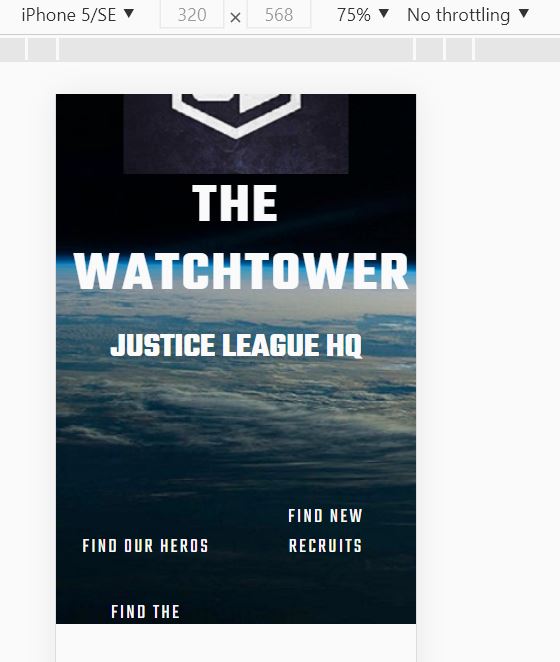 iPhone 5/SE ▼ 320 × 568 75% ▼ No throttling ▼
THE
WATCHTOWER
JUSTICE LEAGUE HQ
FIND NEW
RECRUITS
FIND OUR HEROS
FIND THE